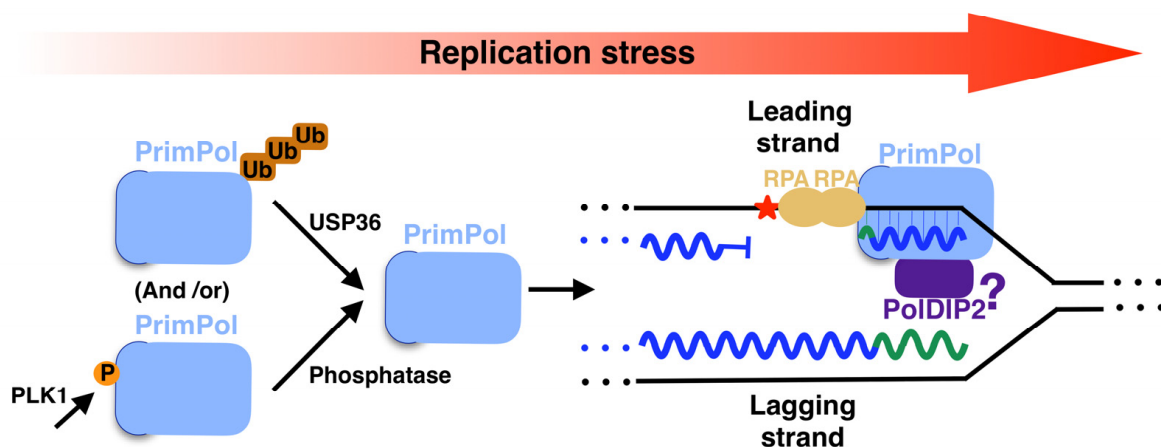 Replication stress
PrimPol
Ub
Ub
Ub
USP36
(And /or)
PrimPol
P
PLK1
Phosphatase
PrimPol
Leading
strand
RPA RPA
PrimPol
PolDIP2
?
Lagging
strand